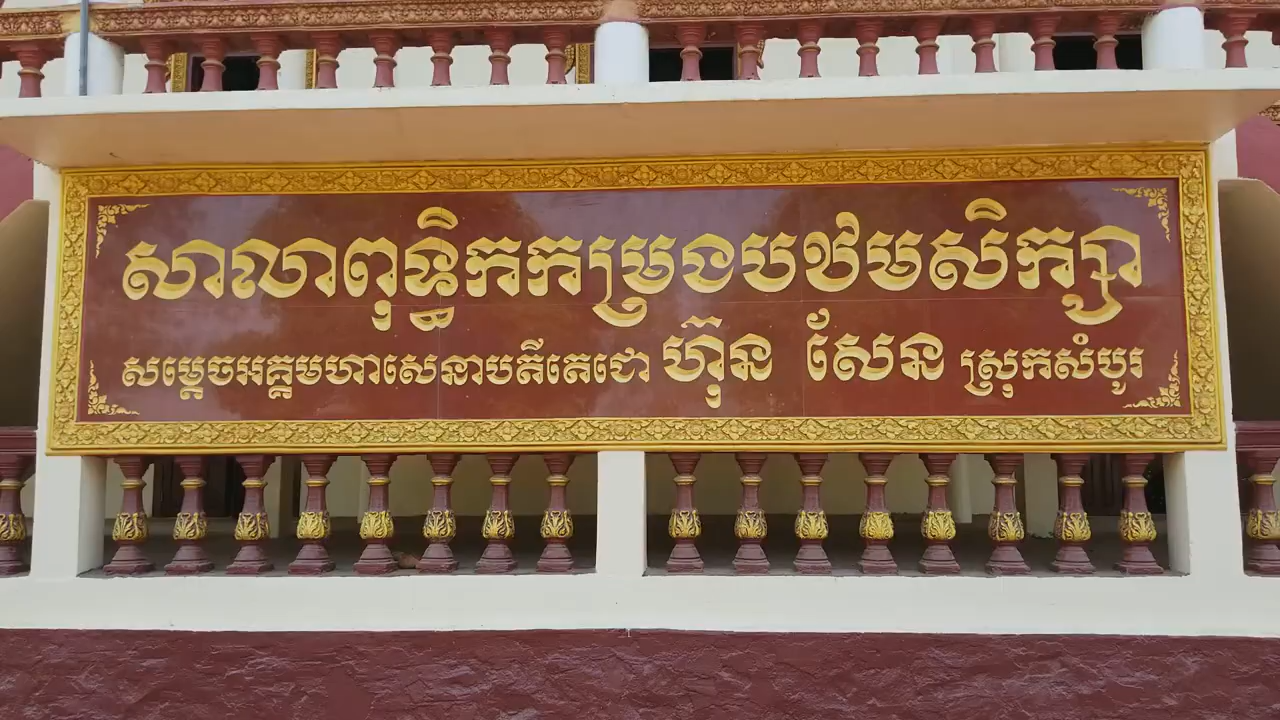 សាលាពុទ្ធិកកម្រងបឋមសិក្សា
សម្តេចអគ្គមហាសេនាបតីតេជោ ហ៊ុន សែន ស្រុកសំបូរ